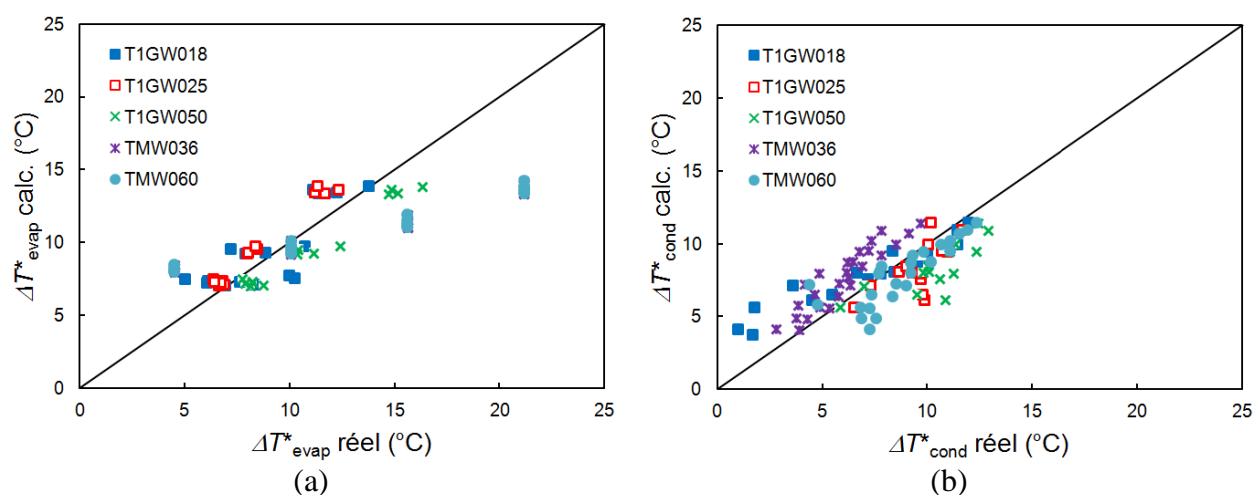 25
20
15
10
5
0
ΔT*evap calc. (°C)
T1GW018
T1GW025
T1GW050
TMW036
TMW060
0 5 10 15 20 25
ΔT*evap réel (°C)
(a)
25
20
15
10
5
0
ΔT*cond calc. (°C)
T1GW018
T1GW025
T1GW050
TMW036
TMW060
0 5 10 15 20 25
ΔT*cond réel (°C)
(b)